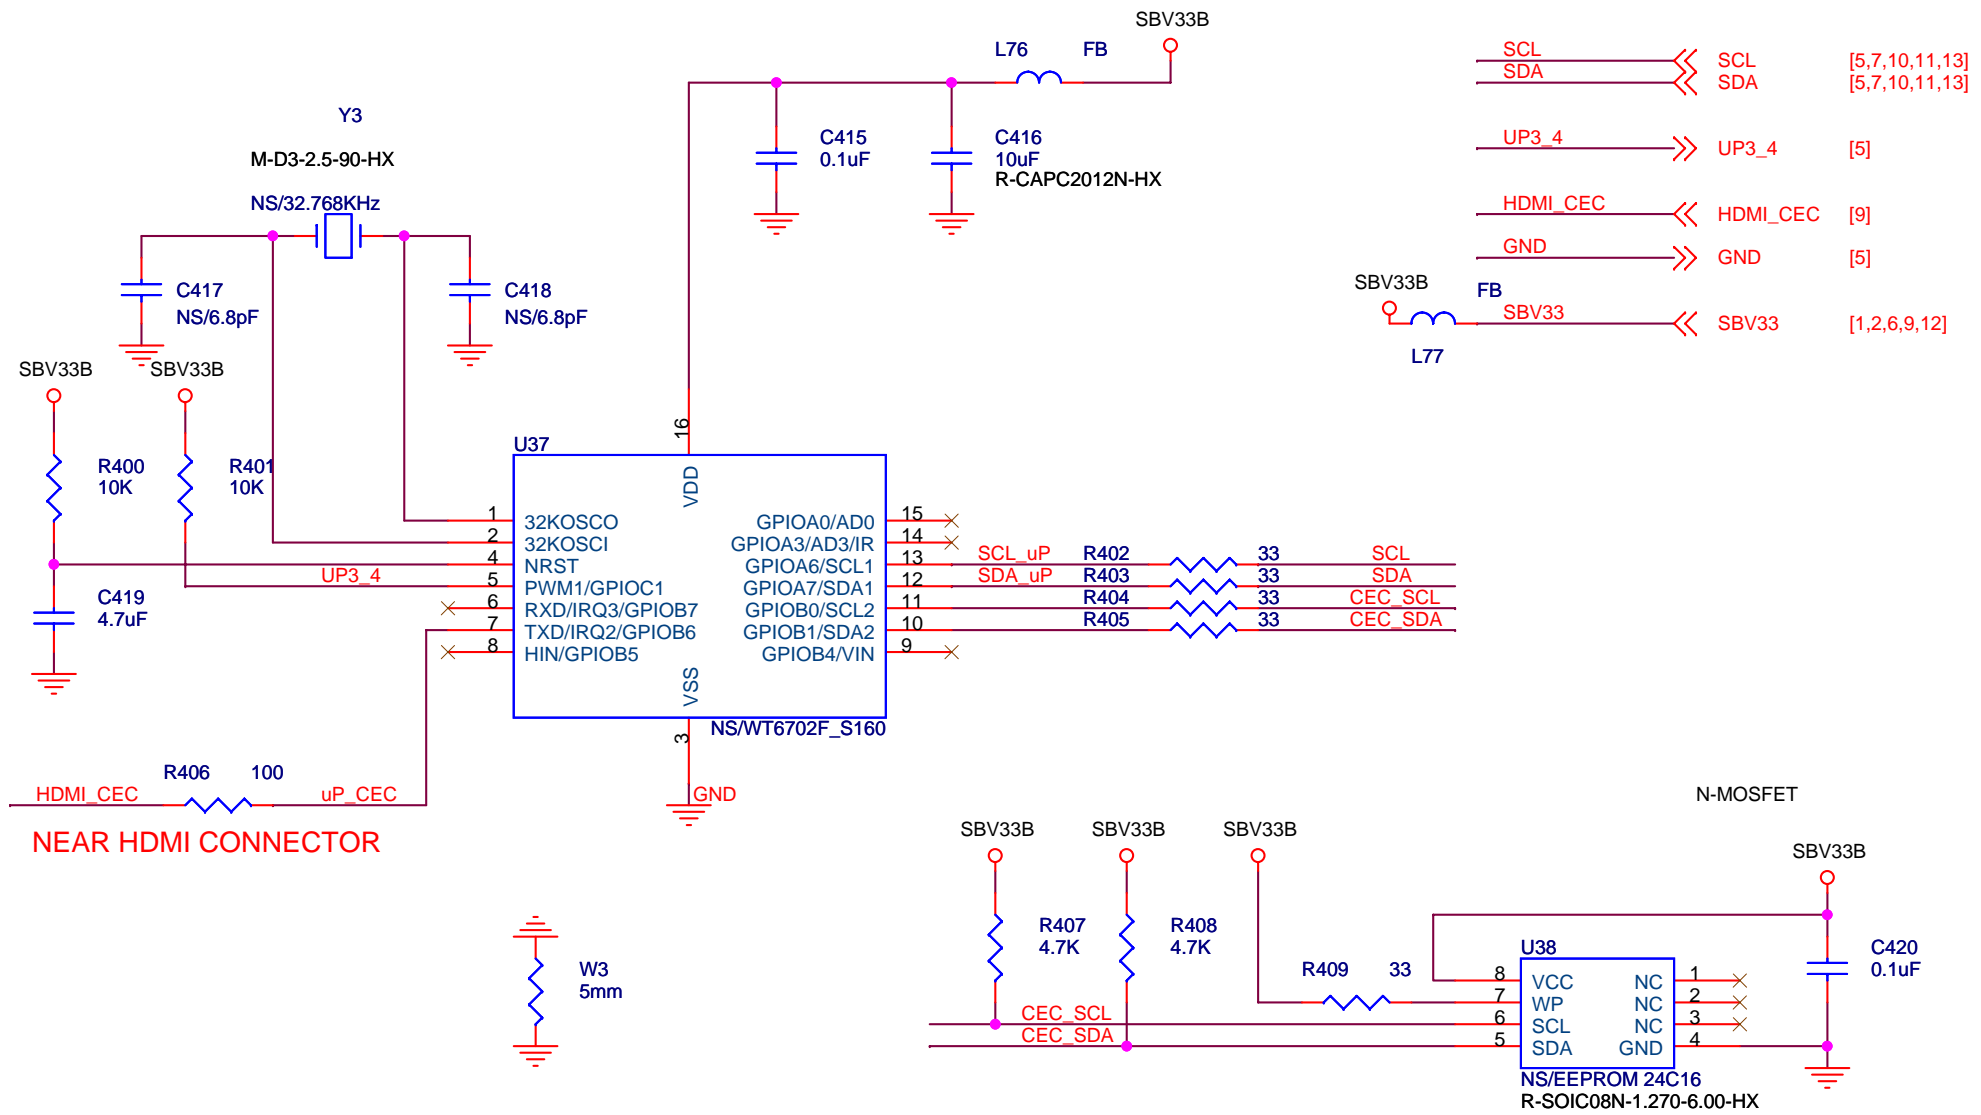 SBV33B
L76 FB
SCL SCL [5,7,10,11,13]
SDA SDA [5,7,10,11,13]
Y3
M-D3-2.5-90-HX
NS/32.768KHz
C415
0.1uF
C416
10uF
R-CAPC2012N-HX
UP3_4 UP3_4 [5]
HDMI_CEC HDMI_CEC [9]
GND GND [5]
SBV33B
FB
SBV33 SBV33 [1,2,6,9,12]
L77
C417
NS/6.8pF
C418
NS/6.8pF
SBV33B SBV33B
R400
10K
R401
10K
C419
4.7uF
UP3_4
U37
16
VDD
1 32KOSCO
2 32KOSCI
4 NRST
5 PWM1/GPIOC1
6 RXD/IRQ3/GPIOB7
7 TXD/IRQ2/GPIOB6
8 HIN/GPIOB5
GPIOA0/AD0 15
GPIOA3/AD3/IR 14
GPIOA6/SCL1 13
GPIOA7/SDA1 12
GPIOB0/SCL2 11
GPIOB1/SDA2 10
GPIOB4/VIN 9
VSS
3
NS/WT6702F_S160
GND
SCL_uP R402 33 SCL
SDA_uP R403 33 SDA
R404 33 CEC_SCL
R405 33 CEC_SDA
R406 100
HDMI_CEC uP_CEC
NEAR HDMI CONNECTOR
W3
5mm
N-MOSFET
SBV33B SBV33B SBV33B
SBV33B
R407
4.7K
R408
4.7K
R409 33
CEC_SCL
CEC_SDA
U38
8 VCC NC 1
7 WP NC 2
6 SCL NC 3
5 SDA GND 4
C420
0.1uF
NS/EEPROM 24C16
R-SOIC08N-1.270-6.00-HX